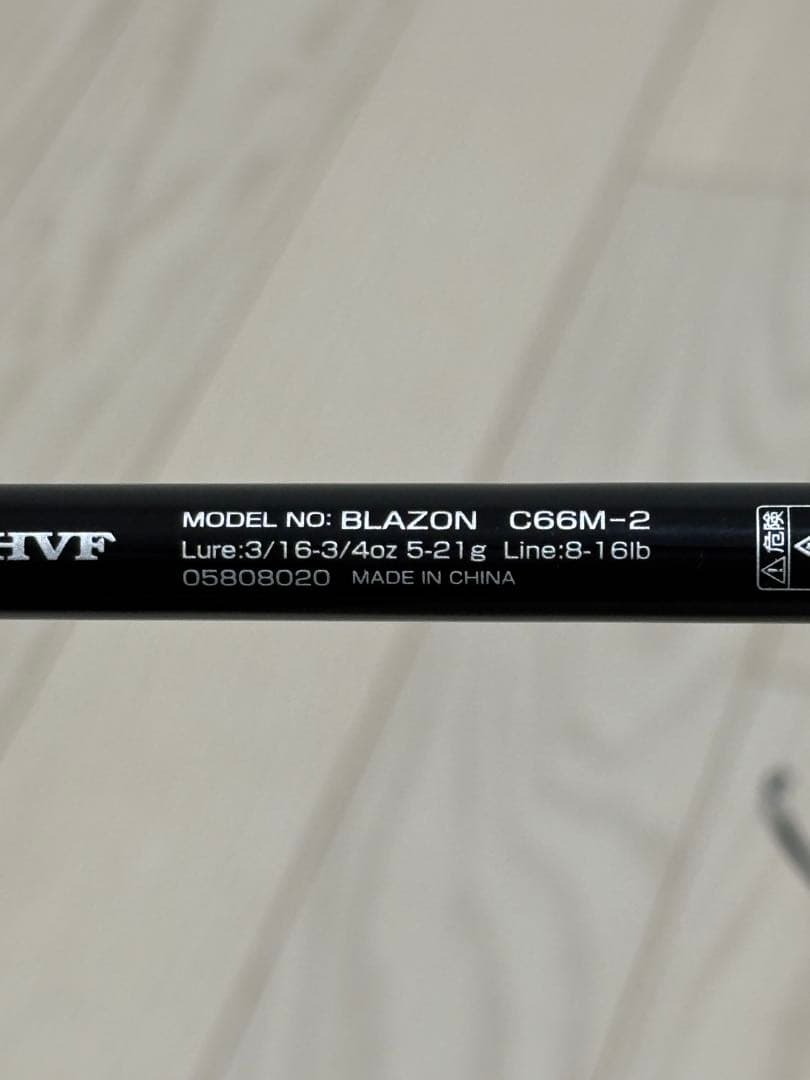 HVF
MODEL NO: BLAZON C66M-2
Lure:3/16-3/4oz 5-21g Line:8-16lb
05808020 MADE IN CHINA
危険